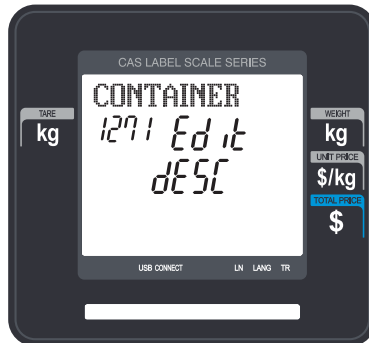 CAS LABEL SCALE SERIES
CONTAINER
1271 Edit
dESC
TARE
kg
WEIGHT
kg
UNIT PRICE
$/kg
TOTAL PRICE
$
USB CONNECT LN LANG TR